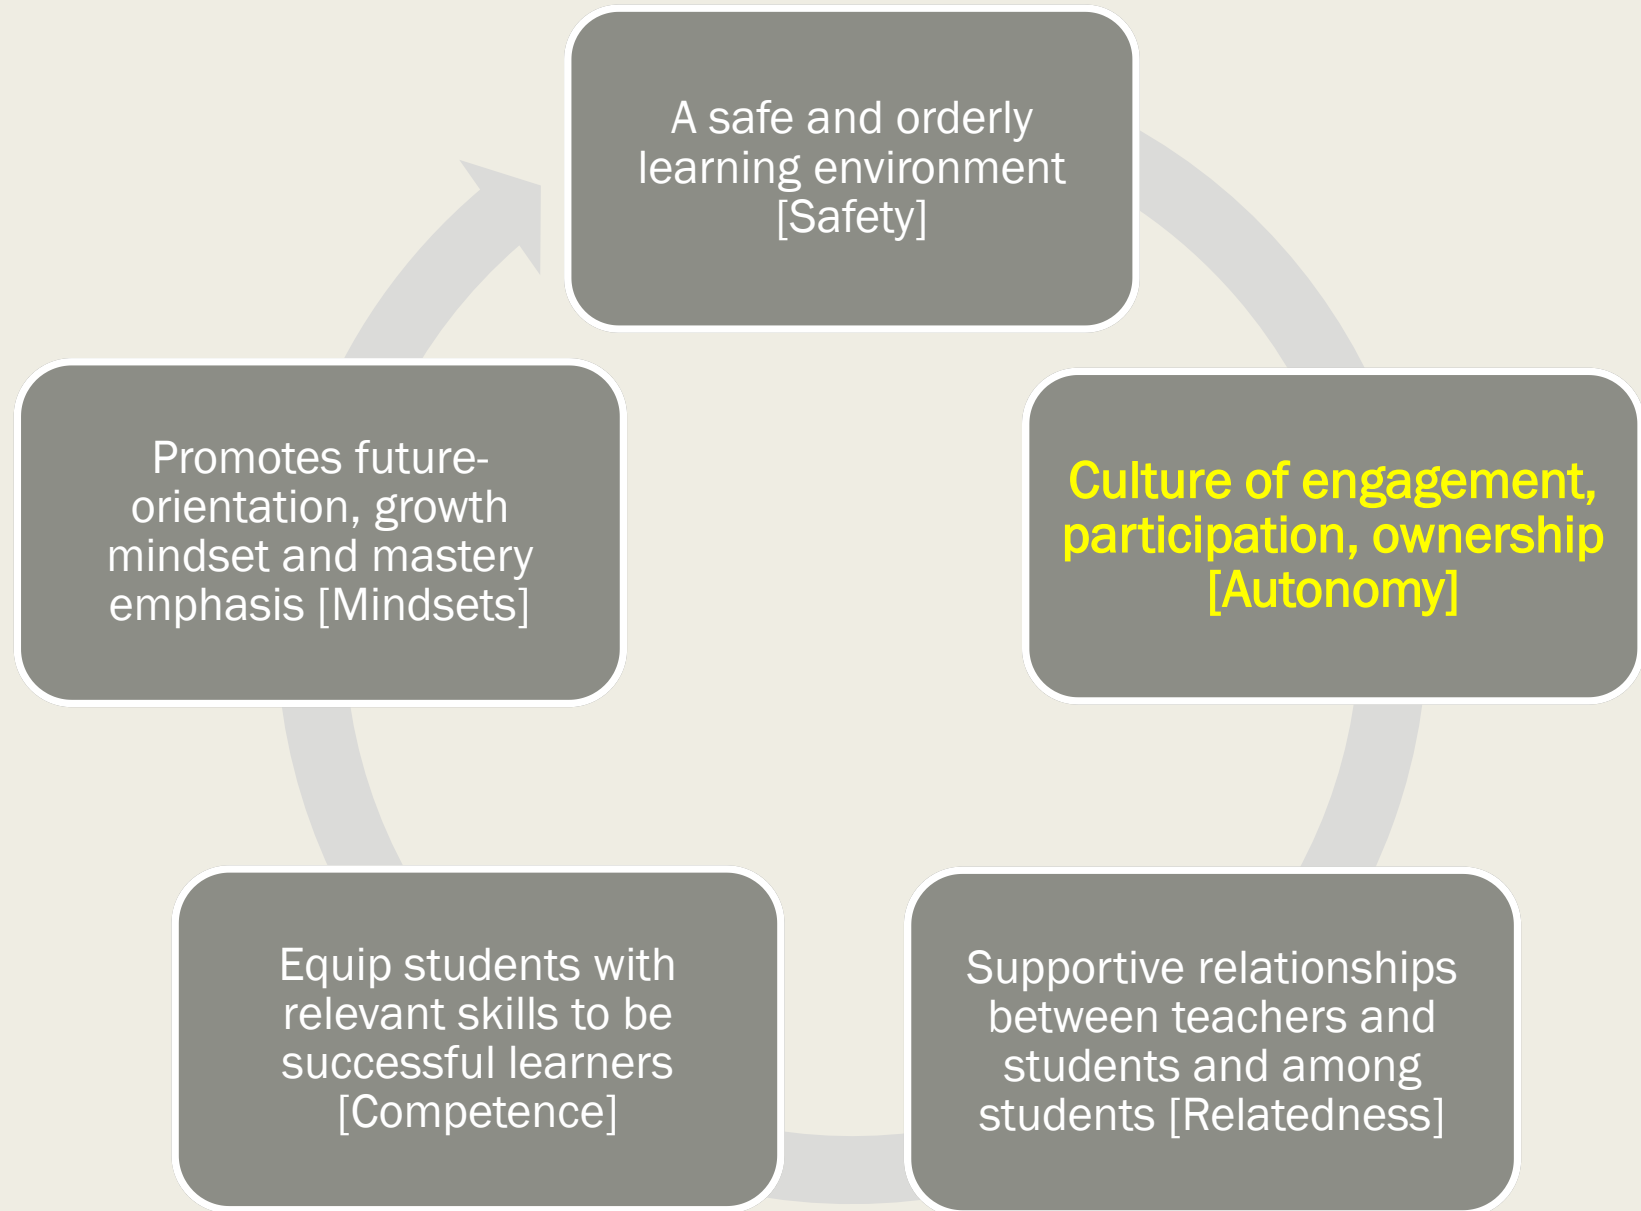 A safe and orderly
learning environment
[Safety]
Culture of engagement,
participation, ownership
[Autonomy]
Supportive relationships
between teachers and
students and among
students [Relatedness]
Equip students with
relevant skills to be
successful learners
[Competence]
Promotes future-
orientation, growth
mindset and mastery
emphasis [Mindsets]